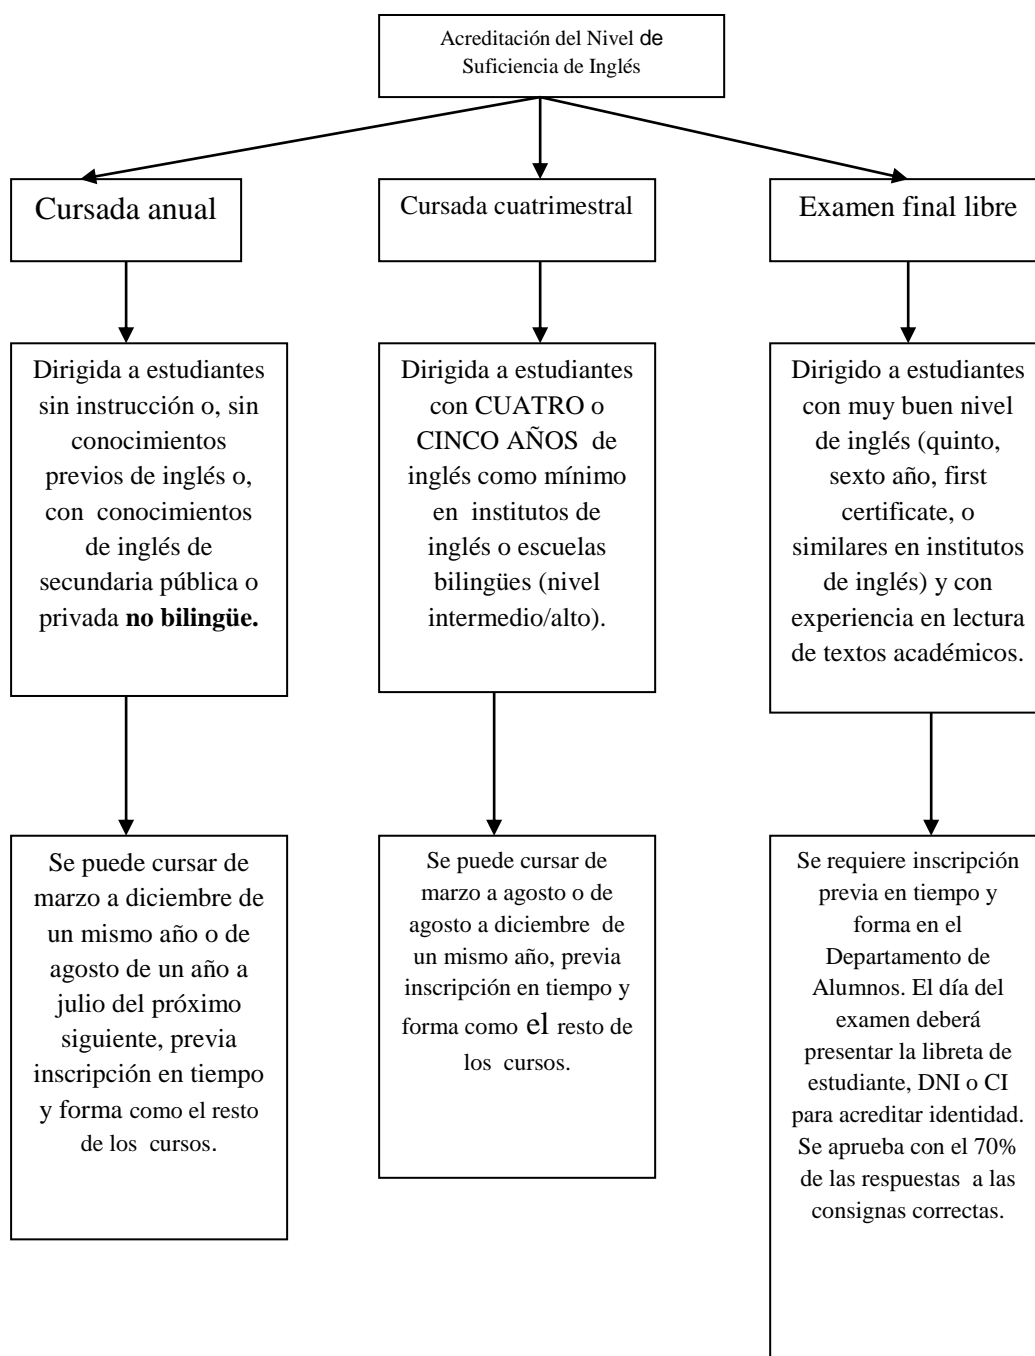 Acreditación del Nivel de
Suficiencia de Inglés
Cursada anual
Cursada cuatrimestral
Examen final libre
Dirigida a estudiantes
sin instrucción o, sin
conocimientos
previos de inglés o,
con conocimientos
de inglés de
secundaria pública o
privada no bilingüe.
Dirigida a estudiantes
con CUATRO o
CINCO AÑOS de
inglés como mínimo
en institutos de
inglés o escuelas
bilingües (nivel
intermedio/alto).
Dirigido a estudiantes
con muy buen nivel
de inglés (quinto,
sexto año, first
certificate, o
similares en institutos
de inglés) y con
experiencia en lectura
de textos académicos.
Se puede cursar de
marzo a diciembre de
un mismo año o de
agosto de un año a
julio del próximo
siguiente, previa
inscripción en tiempo
y forma como el resto
de los cursos.
Se puede cursar de
marzo a agosto o de
agosto a diciembre de
un mismo año, previa
inscripción en tiempo y
forma como el resto de
los cursos.
Se requiere inscripción
previa en tiempo y
forma en el
Departamento de
Alumnos. El día del
examen deberá
presentar la libreta de
estudiante, DNI o CI
para acreditar identidad.
Se aprueba con el 70%
de las respuestas a las
consignas correctas.